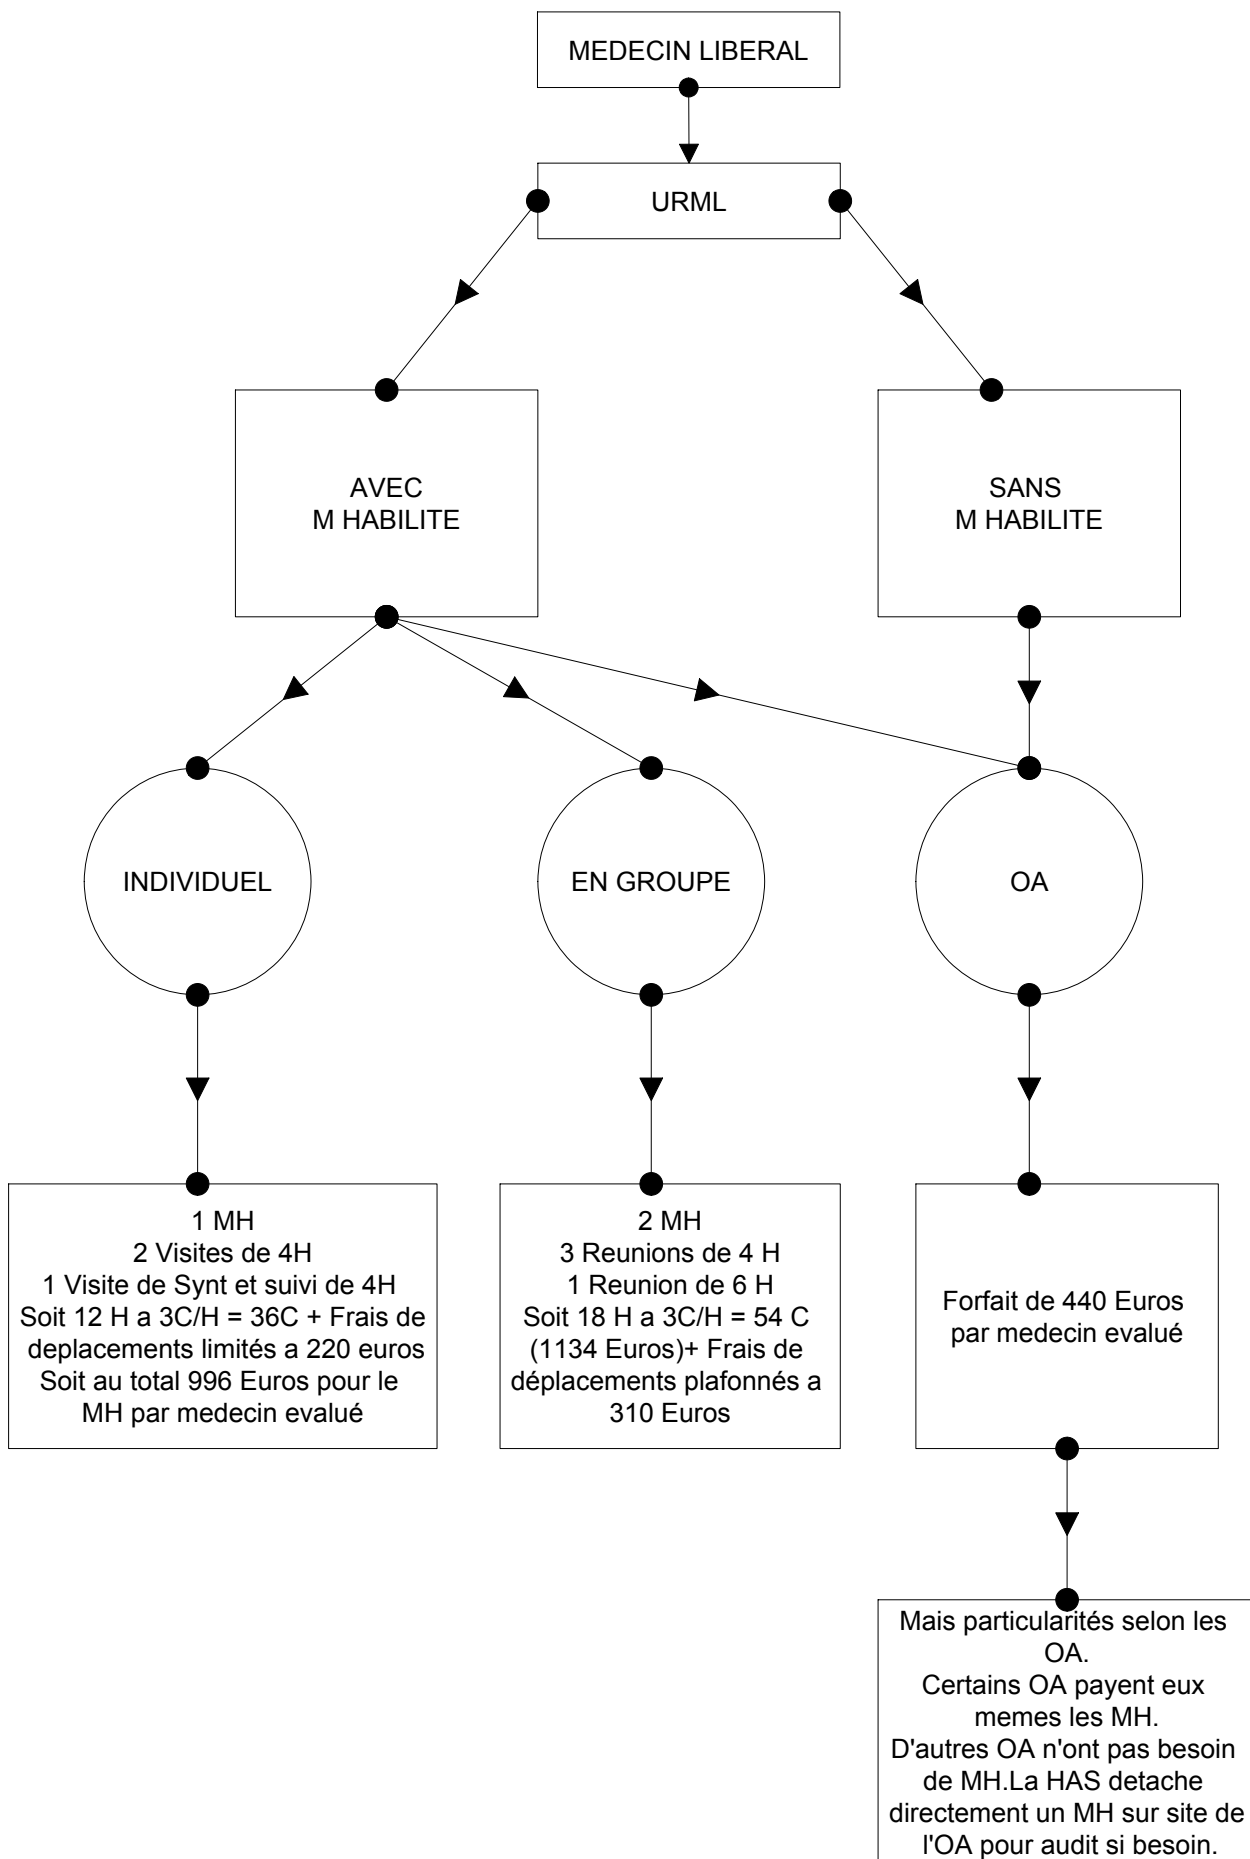 MEDECIN LIBERAL
URML
AVEC
M HABILITE
SANS
M HABILITE
INDIVIDUEL
EN GROUPE
OA
1 MH
2 Visites de 4H
1 Visite de Synt et suivi de 4H
Soit 12 H a 3C/H = 36C + Frais de
deplacements limités a 220 euros
Soit au total 996 Euros pour le
MH par medecin evalué
2 MH
3 Reunions de 4 H
1 Reunion de 6 H
Soit 18 H a 3C/H = 54 C
(1134 Euros)+ Frais de
déplacements plafonnés a
310 Euros
Forfait de 440 Euros
par medecin evalué
Mais particularités selon les
OA.
Certains OA payent eux
memes les MH.
D'autres OA n'ont pas besoin
de MH.La HAS detache
directement un MH sur site de
l'OA pour audit si besoin.